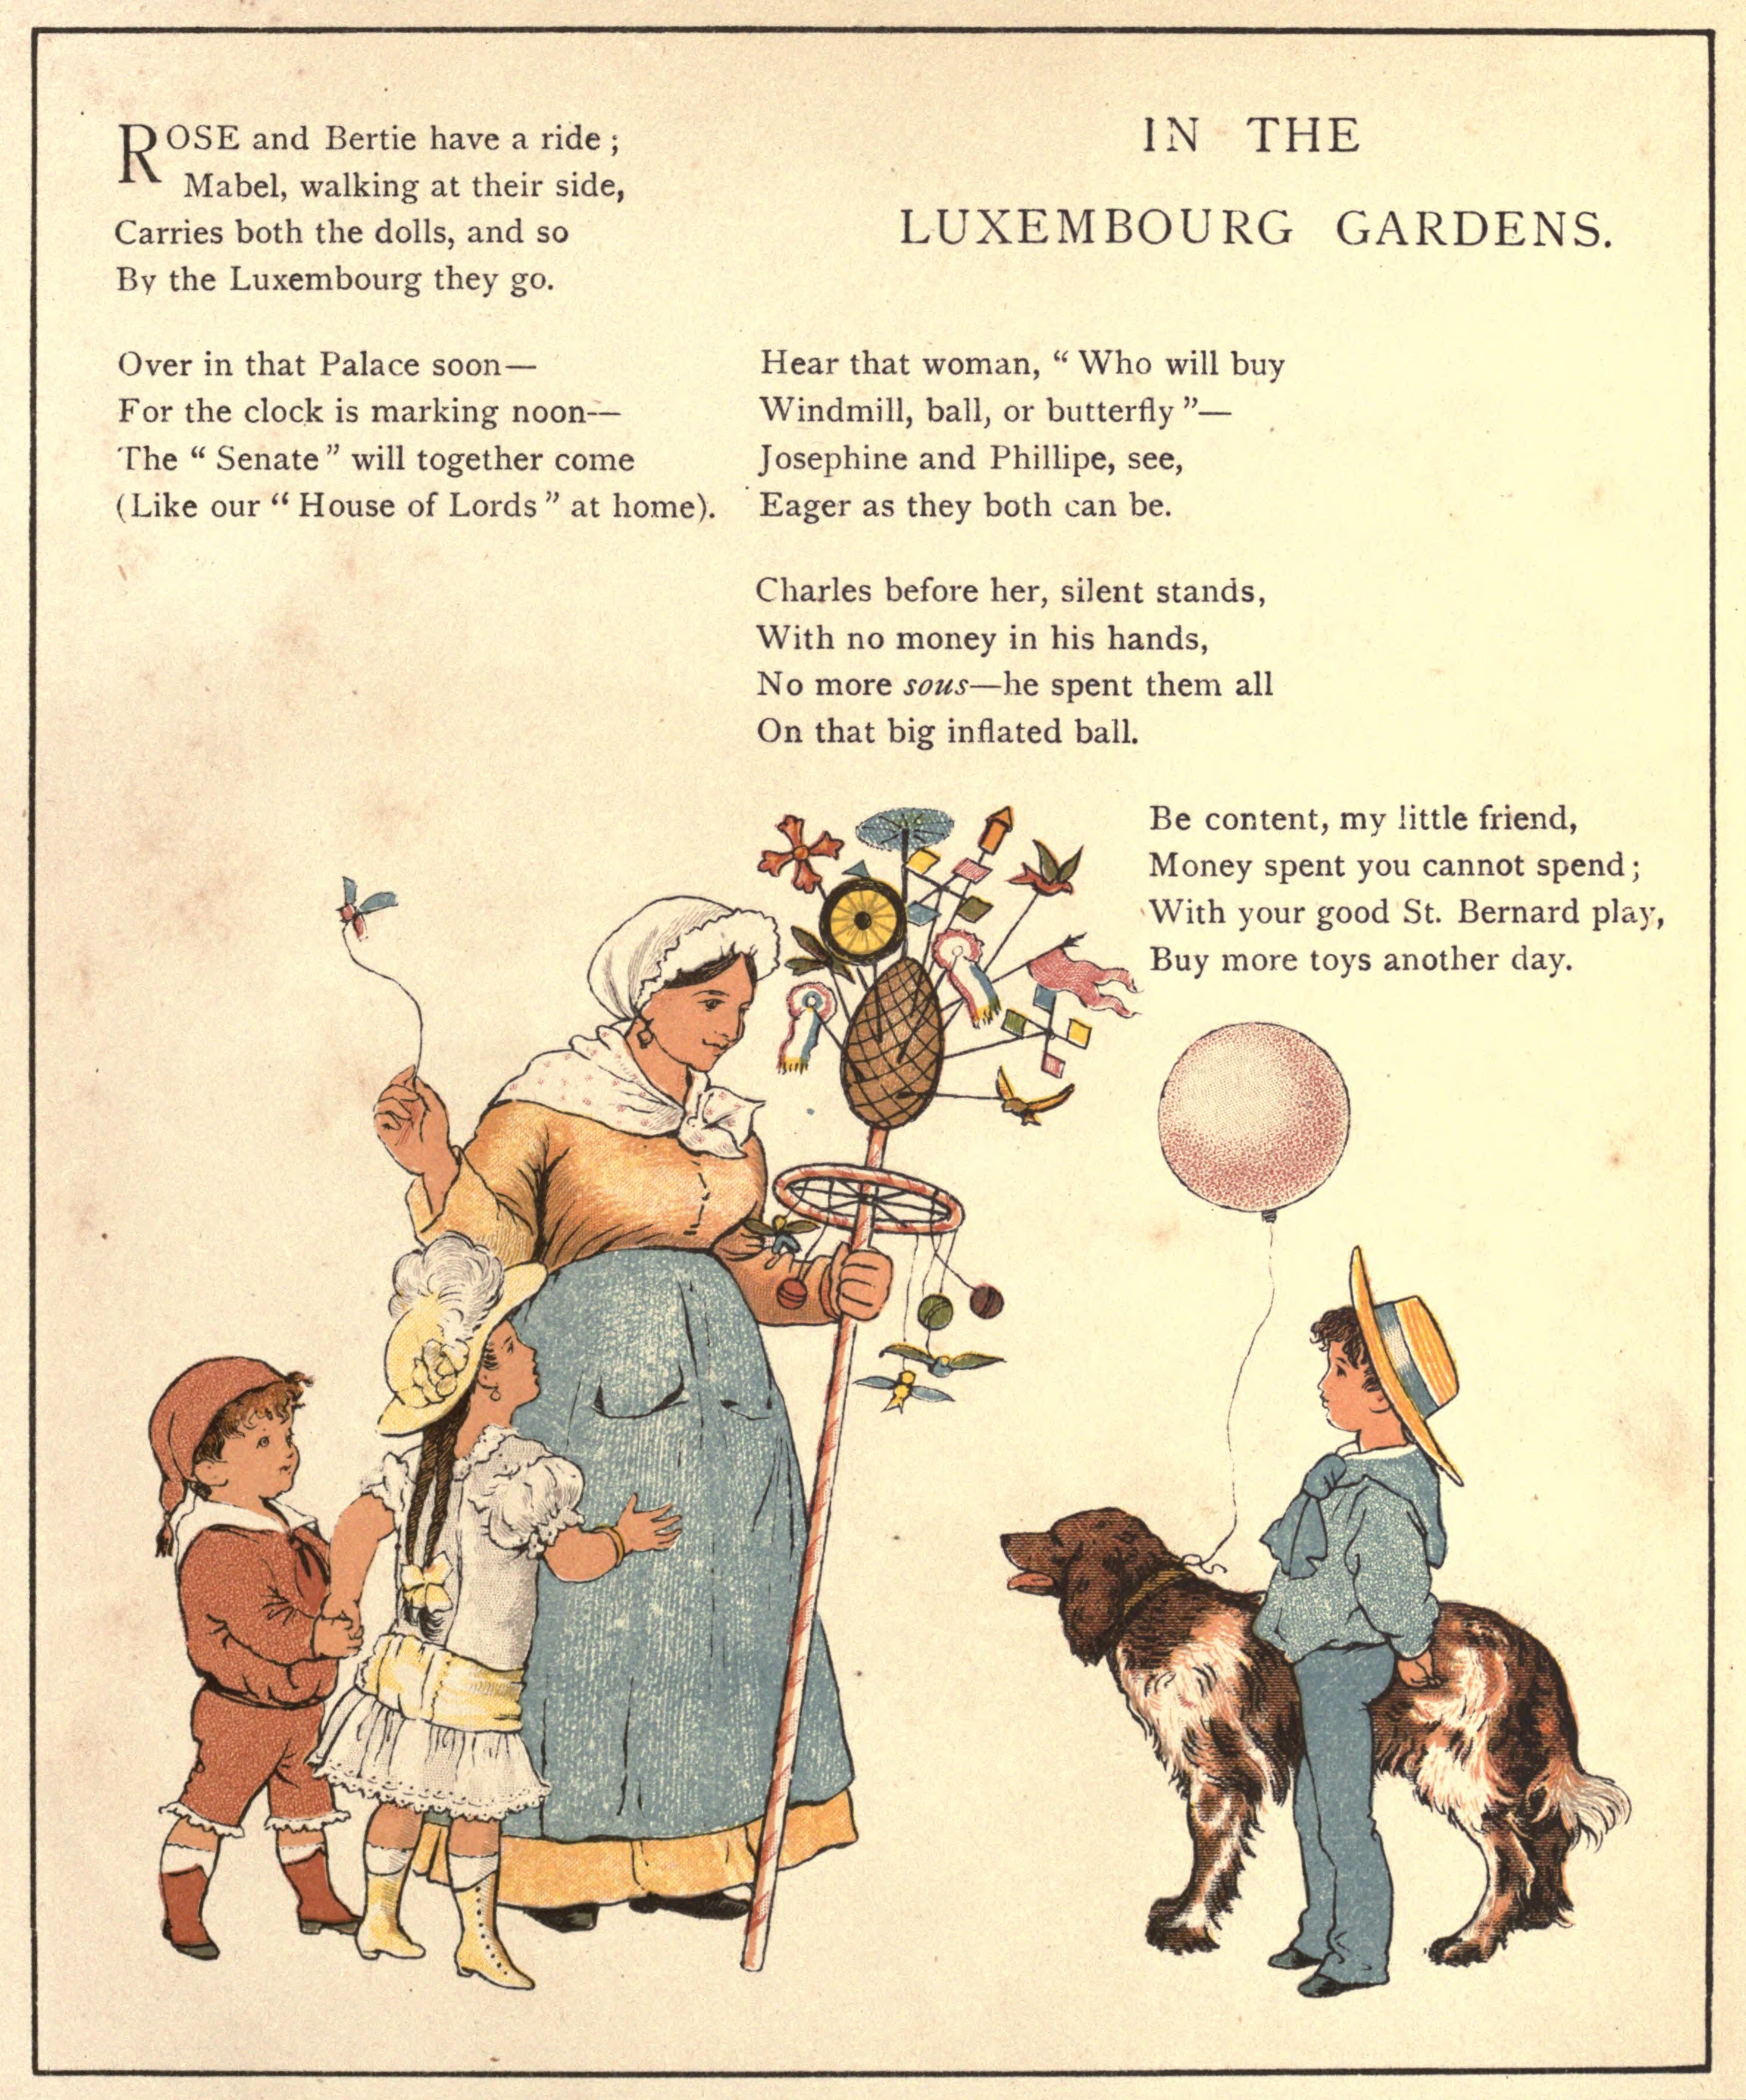 ROSE and Bertie have a ride ;
Mabel, walking at their side,
Carries both the dolls, and so
By the Luxembourg they go.
Over in that Palace soon—
For the clock is marking noon—
The “ Senate ” will together come
(Like our “ House of Lords ” at home).
IN THE
LUXEMBOURG GARDENS.
Hear that woman, “ Who will buy
Windmill, ball, or butterfly ”—
Josephine and Phillipe, see,
Eager as they both can be.
Charles before her, silent stands,
With no money in his hands,
No more sous—he spent them all
On that big inflated ball.
Be content, my little friend,
Money spent you cannot spend ;
With your good St. Bernard play,
Buy more toys another day.